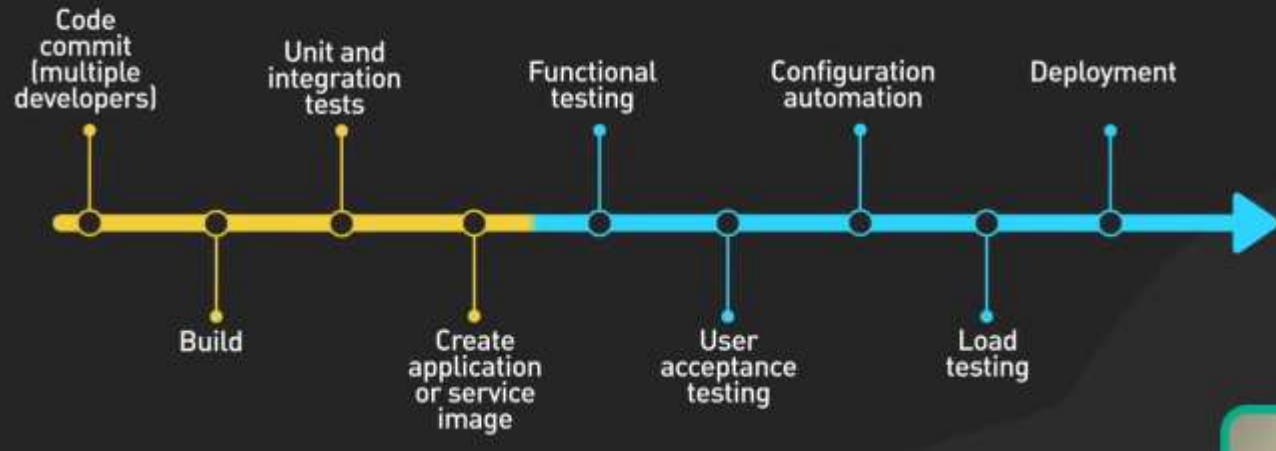 Code
commit
(multiple
developers)
Build
Unit and
integration
tests
Create
application
or service
image
Functional
testing
User
acceptance
testing
Configuration
automation
Load
testing
Deployment